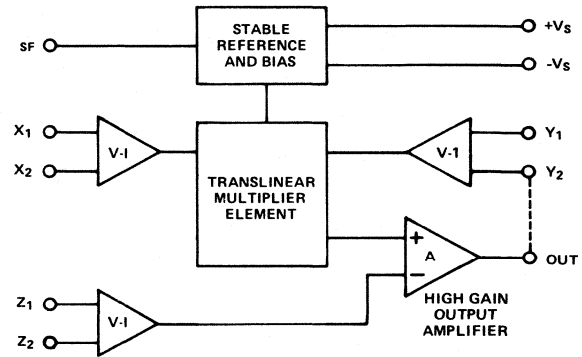 STABLE
REFERENCE
AND BIAS
SF
+VS
-VS
X1
X2
V-I
TRANSLINEAR
MULTIPLIER
ELEMENT
V-1
Y1
Y2
+
A
−
OUT
HIGH GAIN
OUTPUT
AMPLIFIER
Z1
Z2
V-I